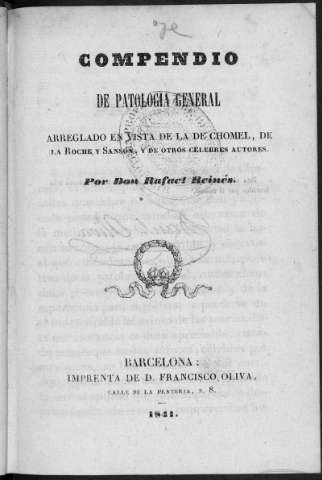 COMPENDIO
DE PATOLOGIA GENERAL
ARREGLADO EN VISTA DE LA DE CHOMEL, DE
LA ROCHE Y SANSON, Y DE OTROS CÉLEBRES AUTORES.
Por Don Rafael Reinés.
BARCELONA:
IMPRENTA DE D. FRANCISCO OLIVA,
CALLE DE LA PLATERIA, N. 8.
1841.